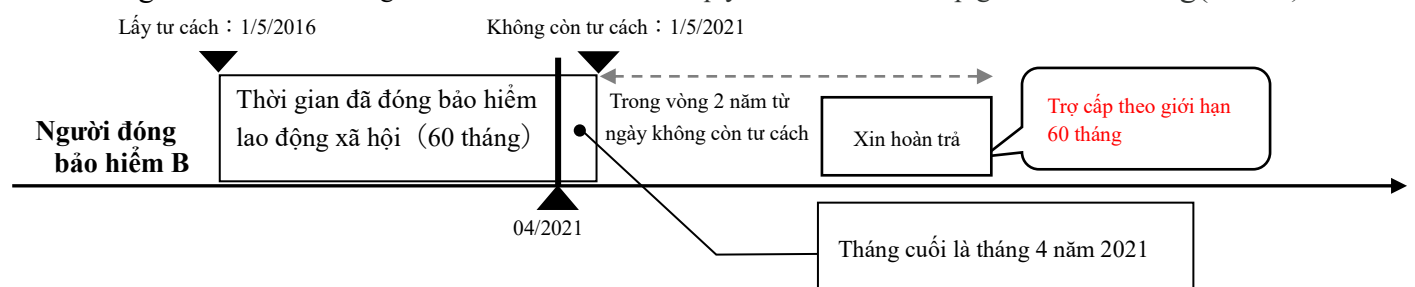 Lấy tư cách：1/5/2016
Không còn tư cách：1/5/2021
Thời gian đã đóng bảo hiểm
lao động xã hội（60 tháng）
Người đóng
bảo hiểm B
Trong vòng 2 năm từ
ngày không còn tư cách
Xin hoàn trả
Trợ cấp theo giới hạn
60 tháng
04/2021
Tháng cuối là tháng 4 năm 2021